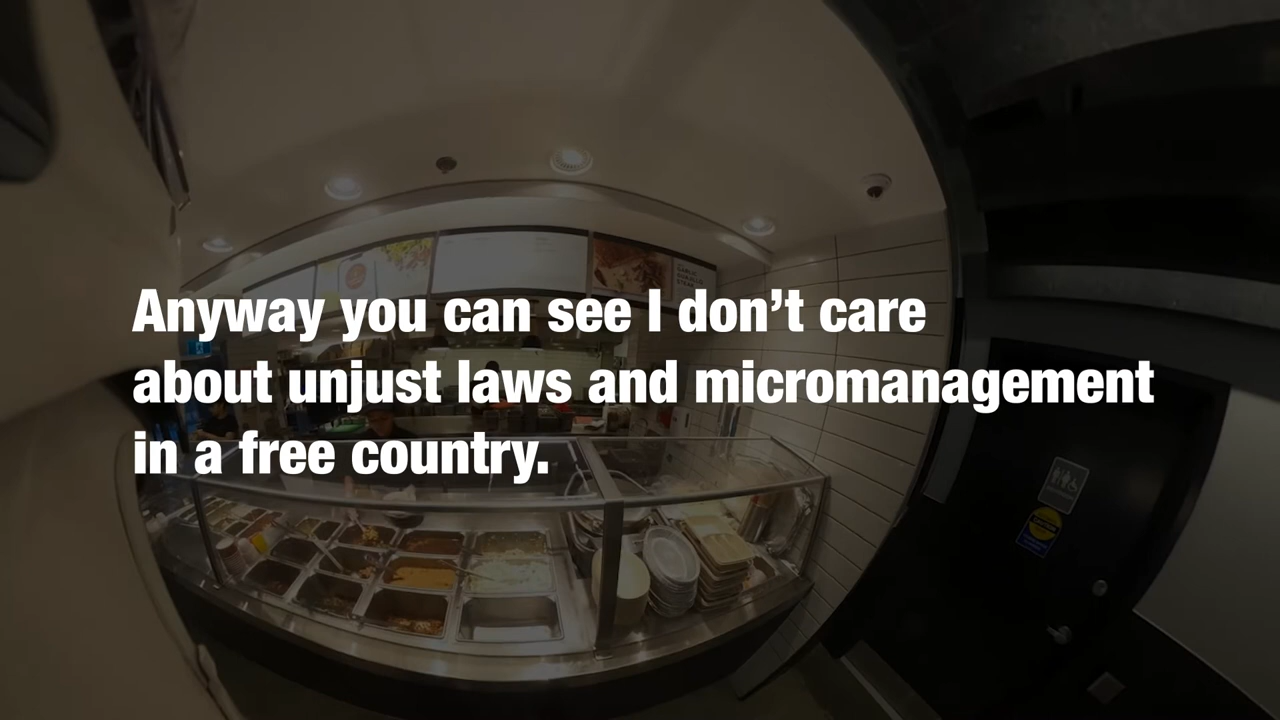 Anyway you can see I don’t care
about unjust laws and micromanagement
in a free country.